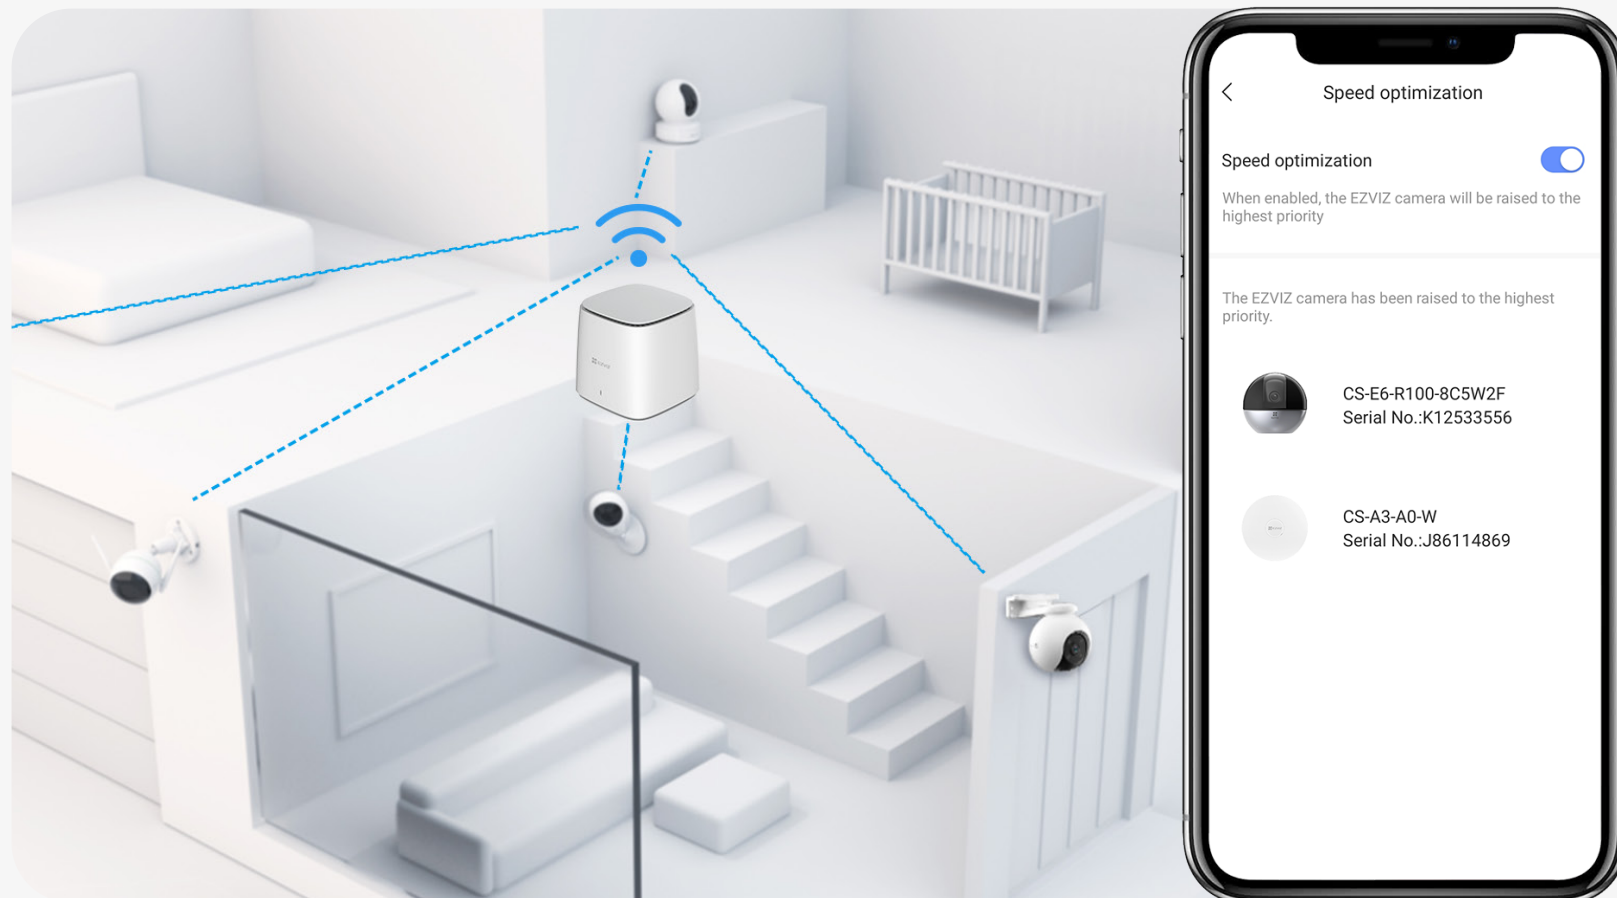 Speed optimization
Speed optimization
When enabled, the EZVIZ camera will be raised to the
highest priority
The EZVIZ camera has been raised to the highest
priority.
CS-E6-R100-8C5W2F
Serial No.:K12533556
CS-A3-A0-W
Serial No.:J86114869